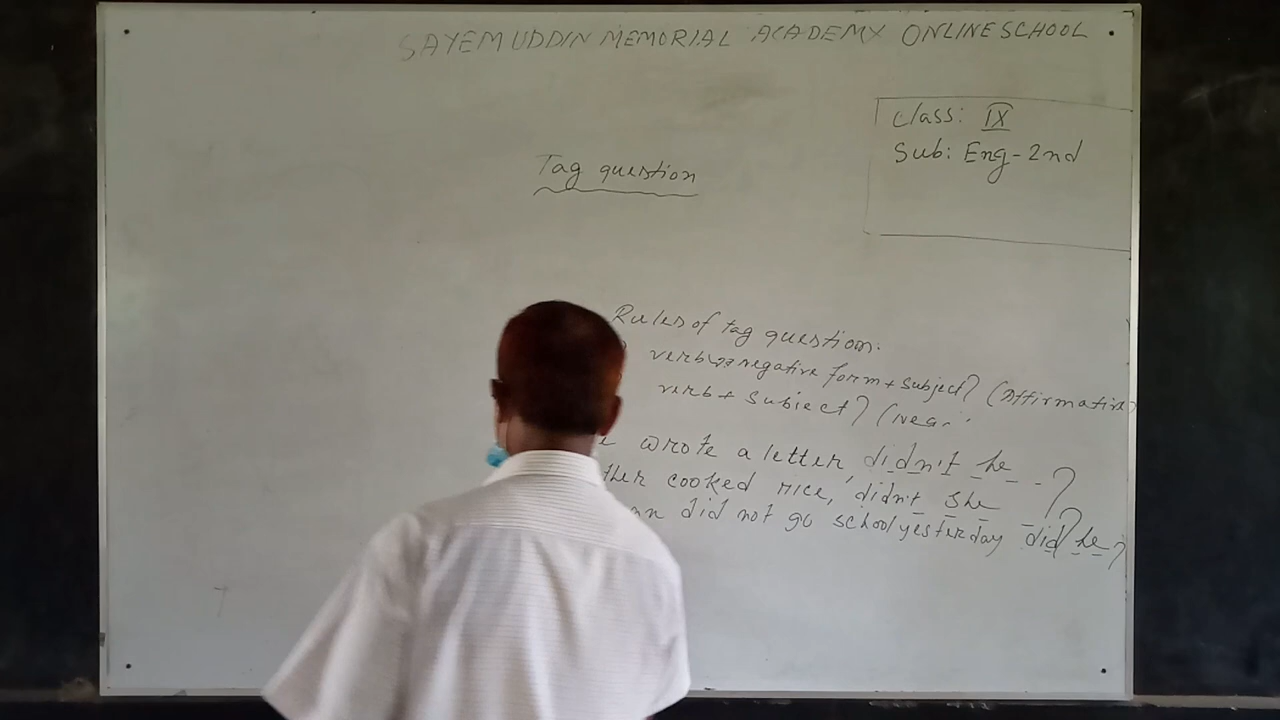 SAYEMUDDIN MEMORIAL ACADEMY ONLINE SCHOOL
Class: IX
Sub: Eng-2nd
Tag question
Rules of tag question.
verb negative form + subject? (Affirmative)
verb + subject?
wrote a letter, didn't he ?
cooked rice, didn't she ?
did not go school yesterday did he?